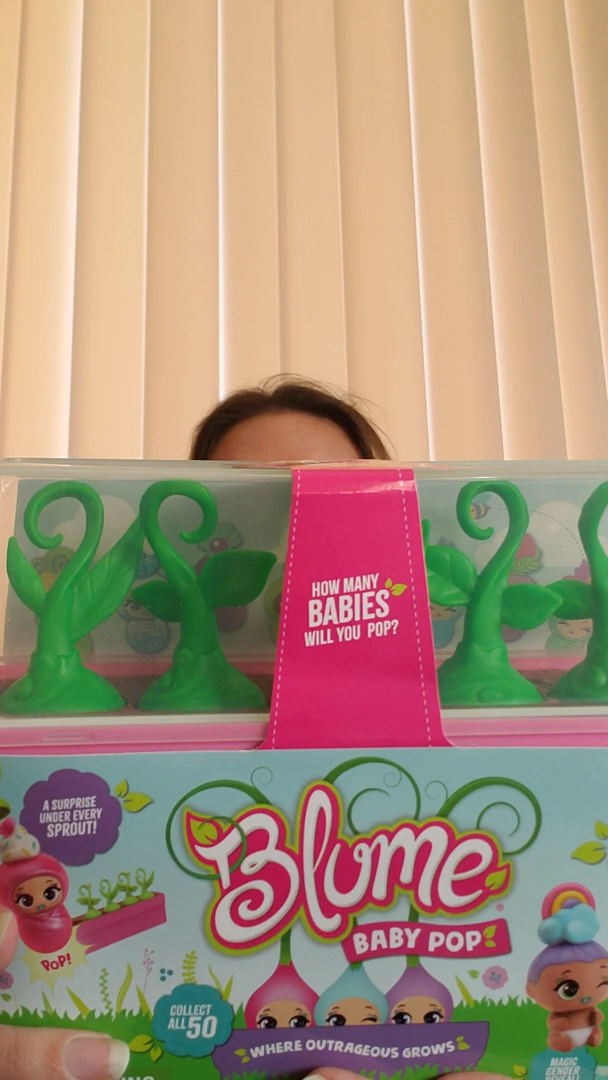 HOW MANY
BABIES
WILL YOU POP?
A SURPRISE
UNDER EVERY
SPROUT!
Blume®
BABY POP
POP!
COLLECT
ALL 50
WHERE OUTRAGEOUS GROWS
MAGIC
GENDER